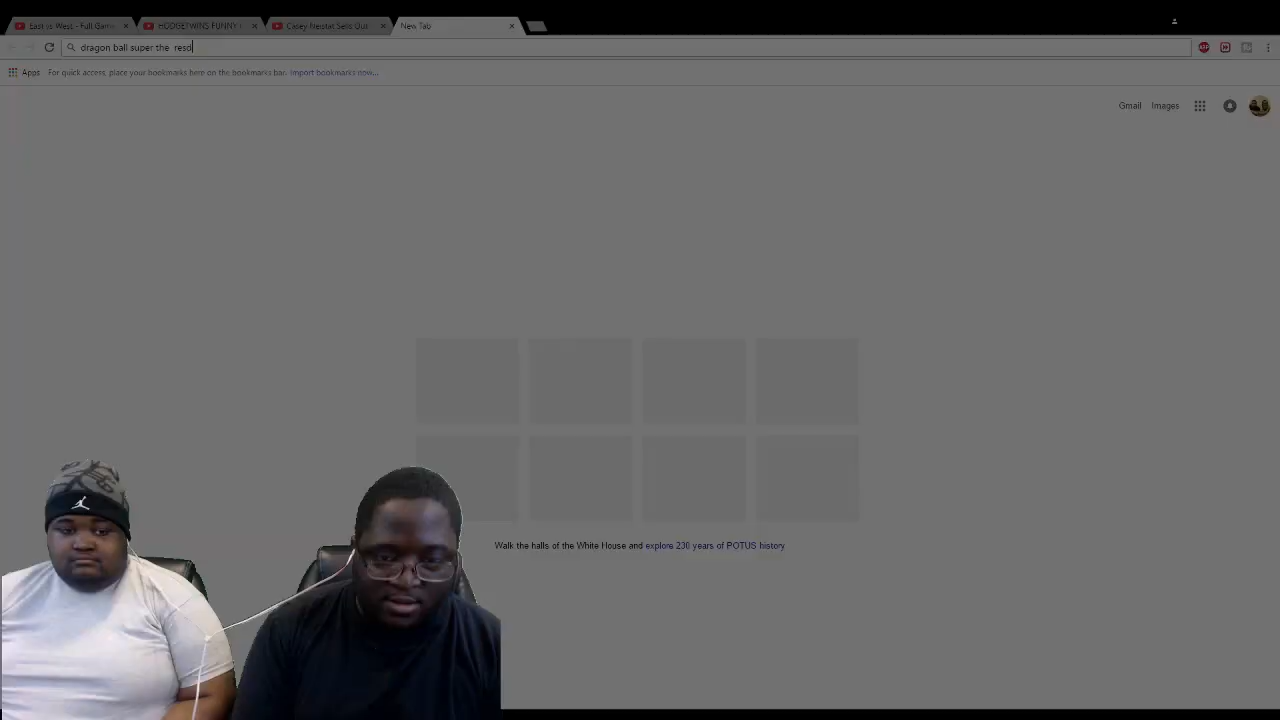 East vs West - Full Game
HODGETWINS FUNNY
Casey Neistat Sells Out
New Tab
dragon ball super the  resd
Apps
For quick access, place your bookmarks here on the bookmarks bar. Import bookmarks now...
Gmail
Images
Walk the halls of the White House and explore 230 years of POTUS history